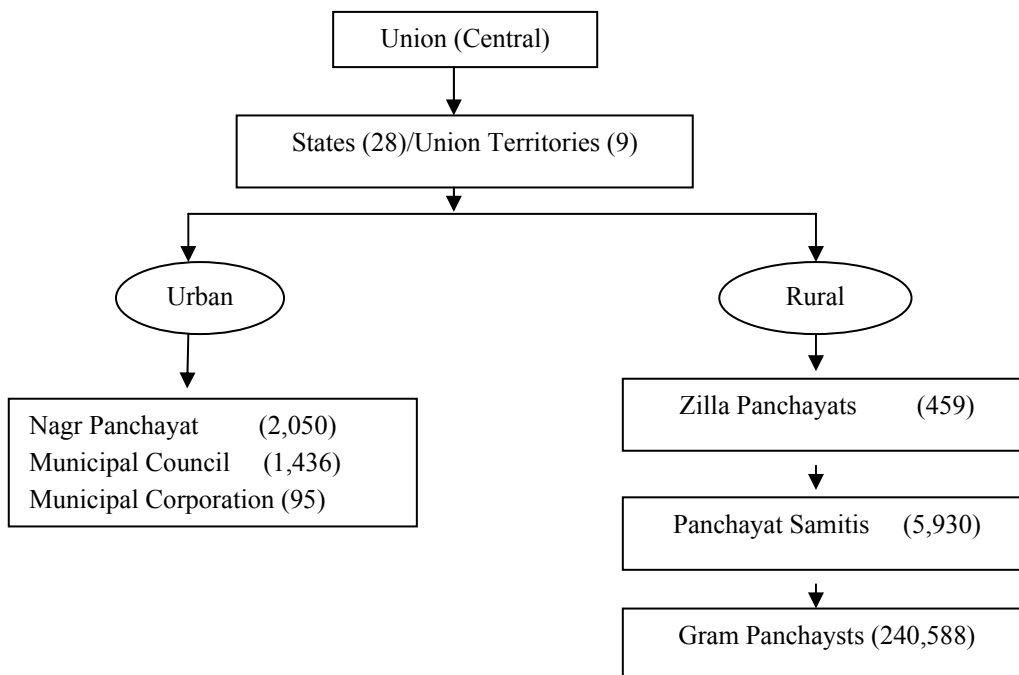 Union (Central)
States (28)/Union Territories (9)
Urban
Rural
Nagr Panchayat (2,050)
Municipal Council (1,436)
Municipal Corporation (95)
Zilla Panchayats (459)
Panchayat Samitis (5,930)
Gram Panchaysts (240,588)